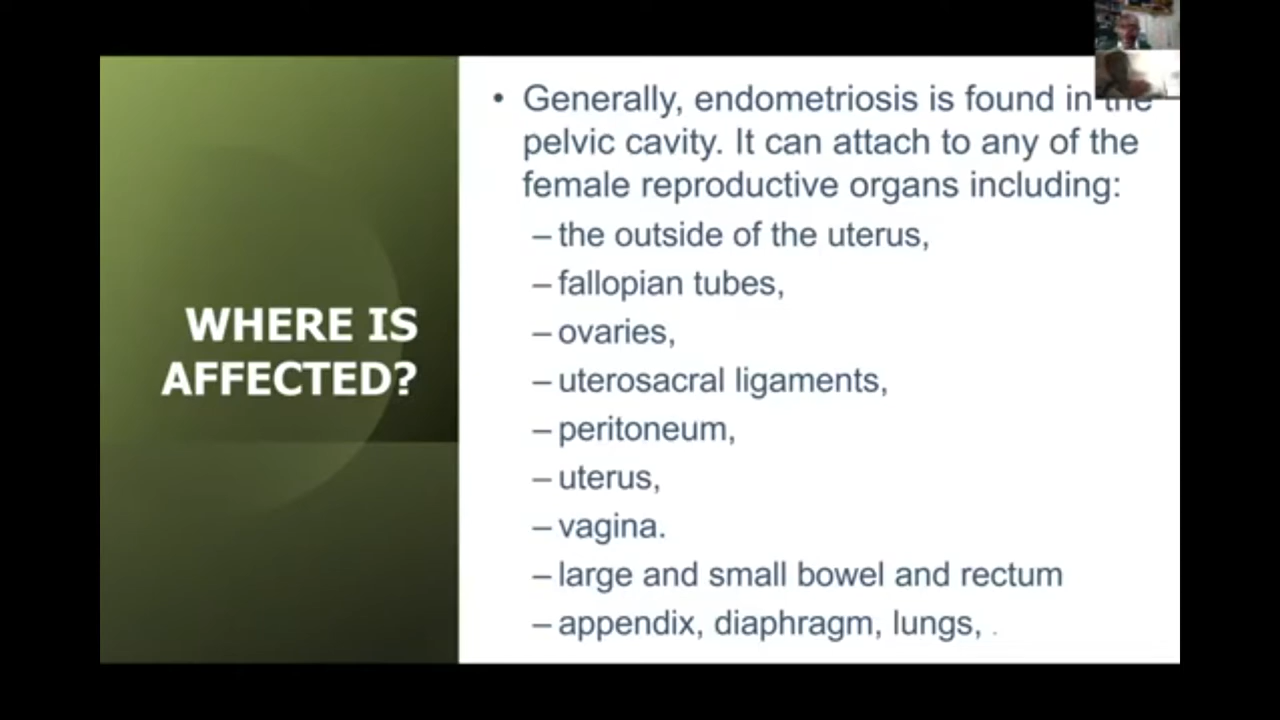 WHERE IS
AFFECTED?
• Generally, endometriosis is found in the
pelvic cavity. It can attach to any of the
female reproductive organs including:
– the outside of the uterus,
– fallopian tubes,
– ovaries,
– uterosacral ligaments,
– peritoneum,
– uterus,
– vagina.
– large and small bowel and rectum
– appendix, diaphragm, lungs, .